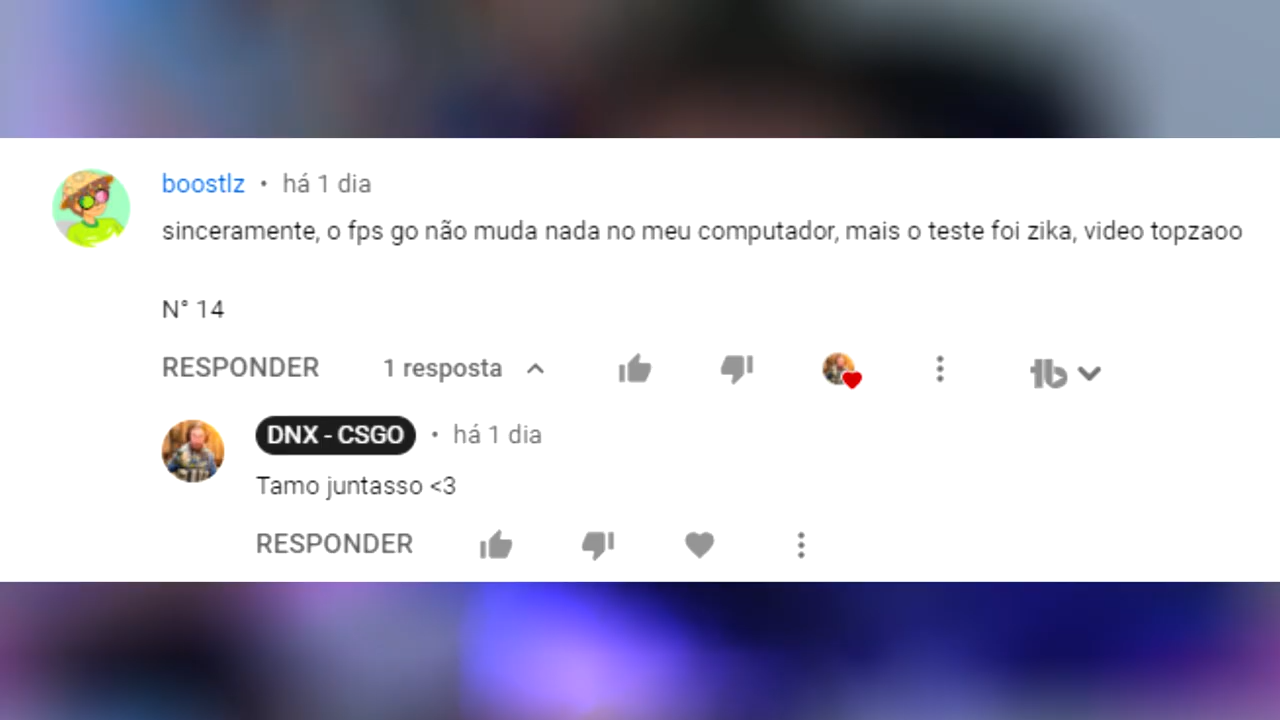 boostlz • há 1 dia
sinceramente, o fps go não muda nada no meu computador, mais o teste foi zika, video topzaoo
N° 14
RESPONDER 1 resposta
DNX - CSGO • há 1 dia
Tamo juntasso <3
RESPONDER